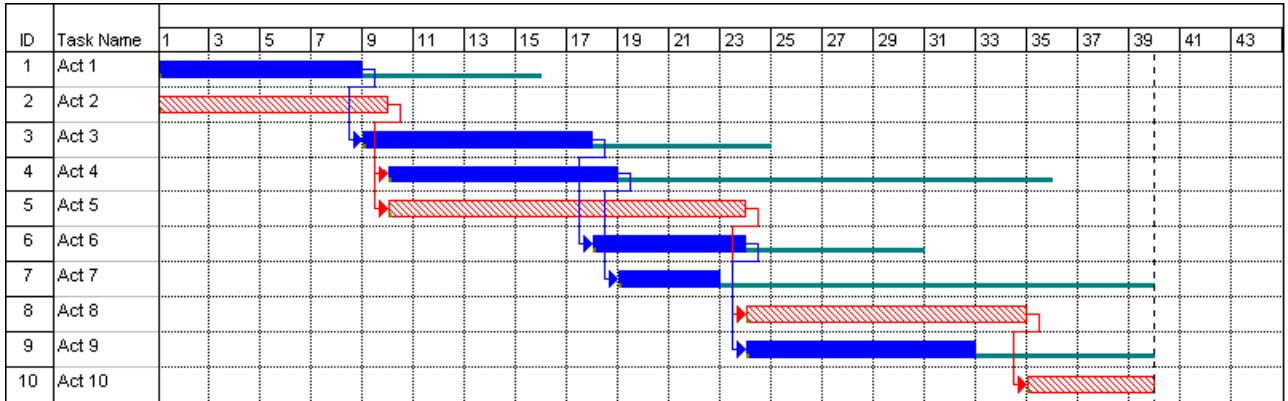 ID Task Name 1 3 5 7 9 11 13 15 17 19 21 23 25 27 29 31 33 35 37 39 41 43
1 Act 1
2 Act 2
3 Act 3
4 Act 4
5 Act 5
6 Act 6
7 Act 7
8 Act 8
9 Act 9
10 Act 10